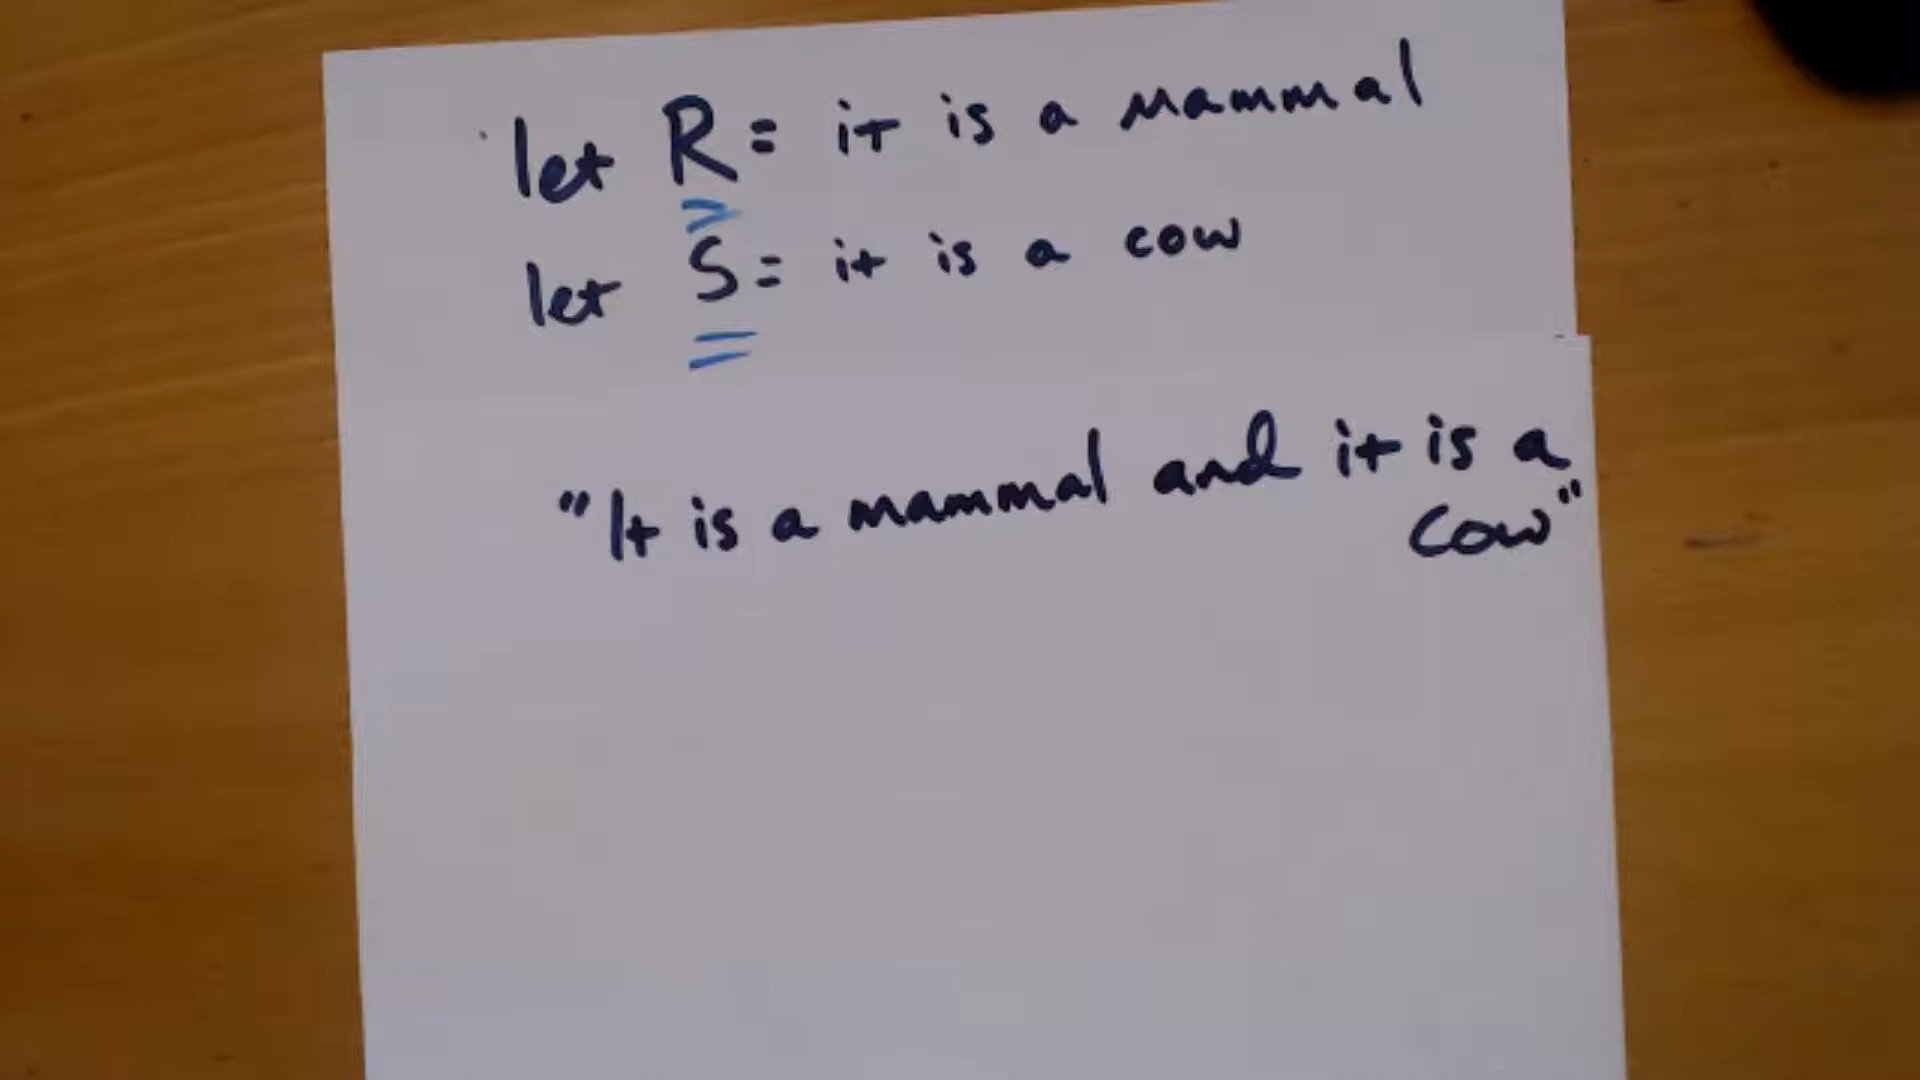 let R = it is a mammal
let S = it is a cow
"It is a mammal and it is a
cow"